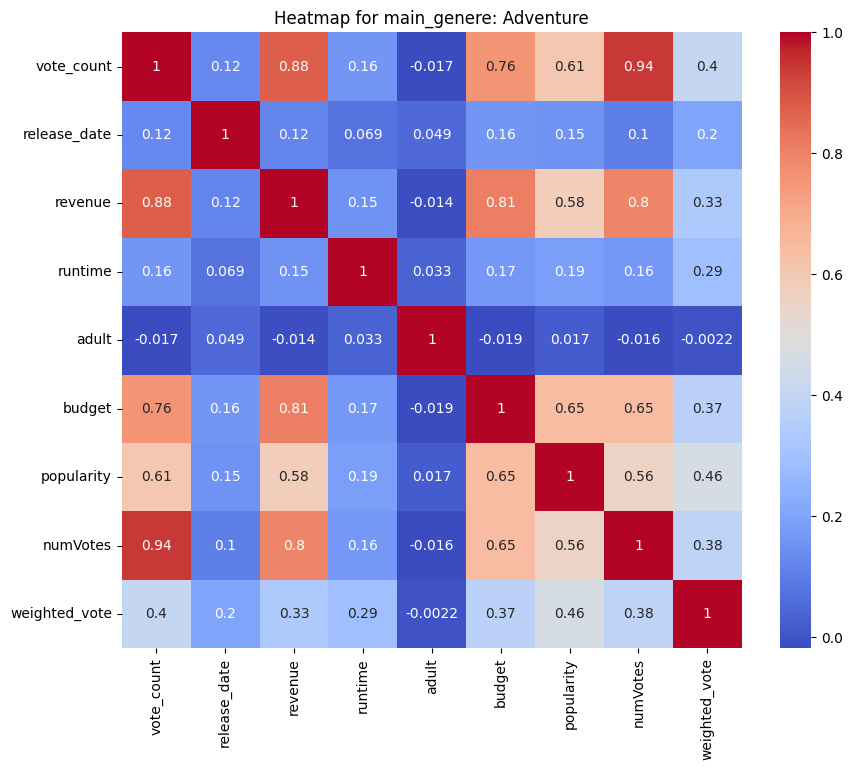 Heatmap for main_genere: Adventure
vote_count 1 0.12 0.88 0.16 -0.017 0.76 0.61 0.94 0.4
release_date 0.12 1 0.12 0.069 0.049 0.16 0.15 0.1 0.2
revenue 0.88 0.12 1 0.15 -0.014 0.81 0.58 0.8 0.33
runtime 0.16 0.069 0.15 1 0.033 0.17 0.19 0.16 0.29
adult -0.017 0.049 -0.014 0.033 1 -0.019 0.017 -0.016 -0.0022
budget 0.76 0.16 0.81 0.17 -0.019 1 0.65 0.65 0.37
popularity 0.61 0.15 0.58 0.19 0.017 0.65 1 0.56 0.46
numVotes 0.94 0.1 0.8 0.16 -0.016 0.65 0.56 1 0.38
weighted_vote 0.4 0.2 0.33 0.29 -0.0022 0.37 0.46 0.38 1
vote_count
release_date
revenue
runtime
adult
budget
popularity
numVotes
weighted_vote
1.0
0.8
0.6
0.4
0.2
0.0